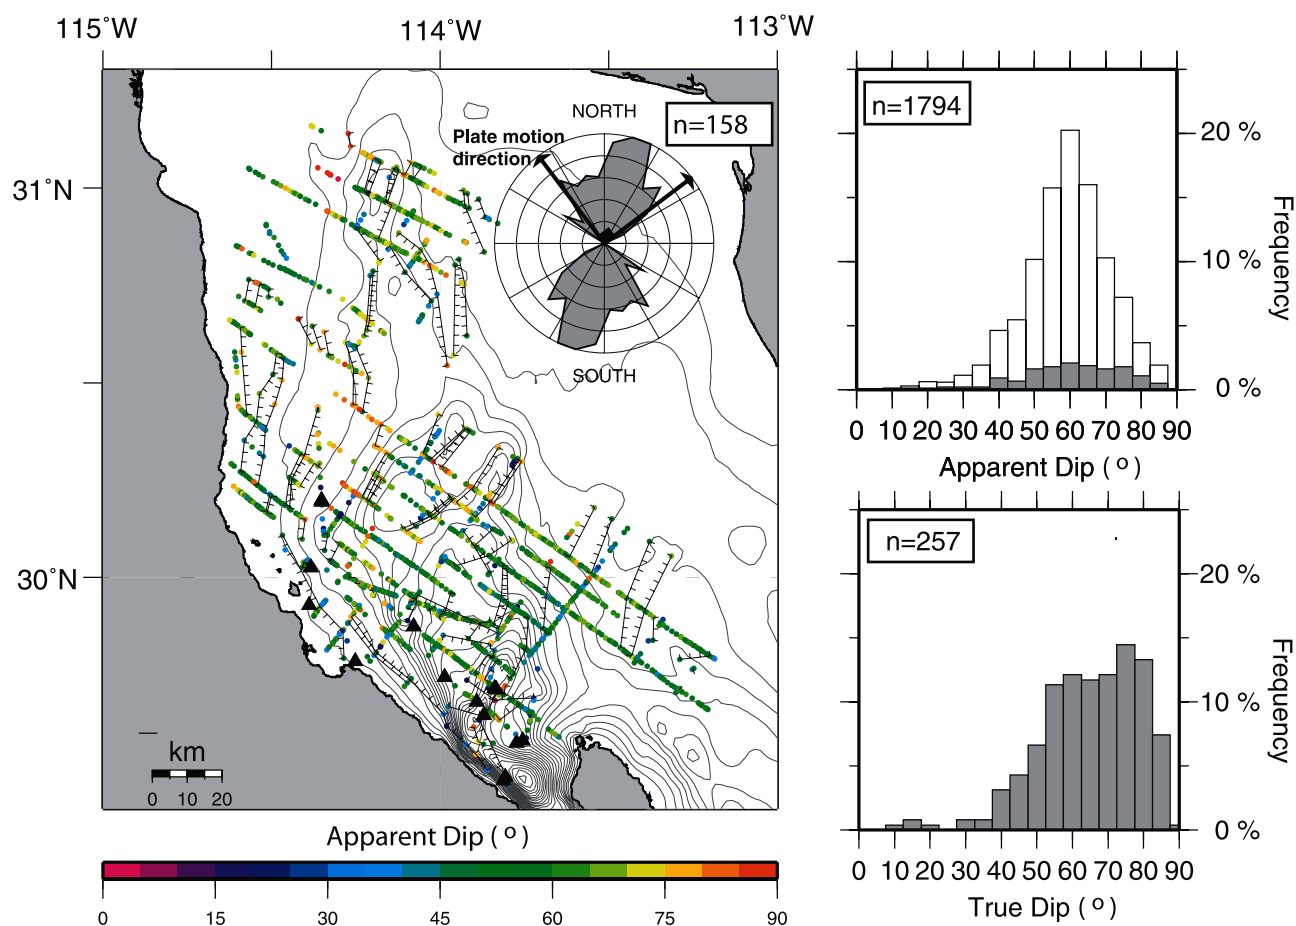 115˚W 114˚W 113˚W
31˚N
30˚N
NORTH
n=158
Plate motion
direction
SOUTH
km
0 10 20
Apparent Dip ( º )
0 15 30 45 60 75 90
n=1794
20 %
10 %
0 %
Frequency
0 10 20 30 40 50 60 70 80 90
Apparent Dip ( º )
n=257
20 %
10 %
0 %
Frequency
0 10 20 30 40 50 60 70 80 90
True Dip ( º )